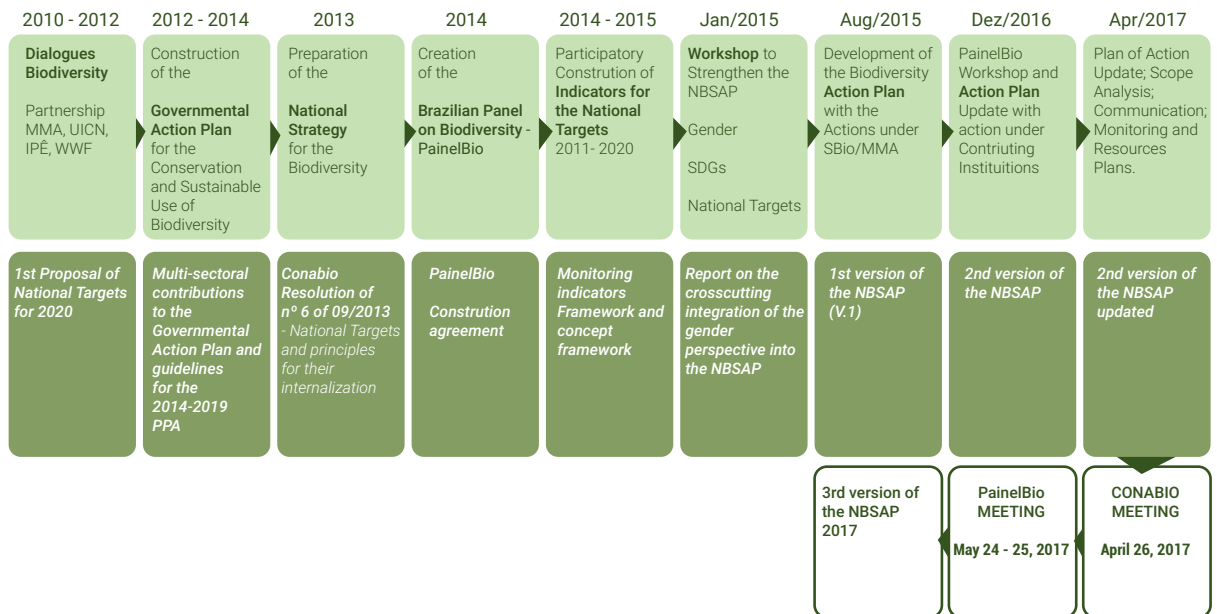 2010 - 2012
Dialogues
Biodiversity
Partnership
MMA, UICN,
IPÊ, WWF
1st Proposal of
National Targets
for 2020
2012 - 2014
Construction
of the
Governmental
Action Plan
for the
Conservation
and Sustainable
Use of
Biodiversity
Multi-sectoral
contributions
to the
Governmental
Action Plan and
guidelines
for the
2014-2019
PPA
2013
Preparation
of the
National
Strategy
for the
Biodiversity
Conabio
Resolution of
nº 6 of 09/2013
- National Targets
and principles
for their
internalization
2014
Creation
of the
Brazilian Panel
on Biodiversity -
PainelBio
PainelBio
Constrution
agreement
2014 - 2015
Participatory
Constrution of
Indicators for
the National
Targets
2011- 2020
Monitoring
indicators
Framework and
concept
framework
Jan/2015
Workshop to
Strengthen the
NBSAP
Gender
SDGs
National Targets
Report on the
crosscutting
integration of the
gender
perspective into
the NBSAP
Aug/2015
Development of
the Biodiversity
Action Plan
with the
Actions under
SBio/MMA
1st version of
the NBSAP
(V.1)
Dez/2016
PainelBio
Workshop and
Action Plan
Update with
action under
Contriuting
Instituitions
2nd version of
the NBSAP
Apr/2017
Plan of Action
Update; Scope
Analysis;
Communication;
Monitoring and
Resources
Plans.
2nd version of
the NBSAP
updated
CONABIO
MEETING
April 26, 2017
PainelBio
MEETING
May 24 - 25, 2017
3rd version of
the NBSAP
2017